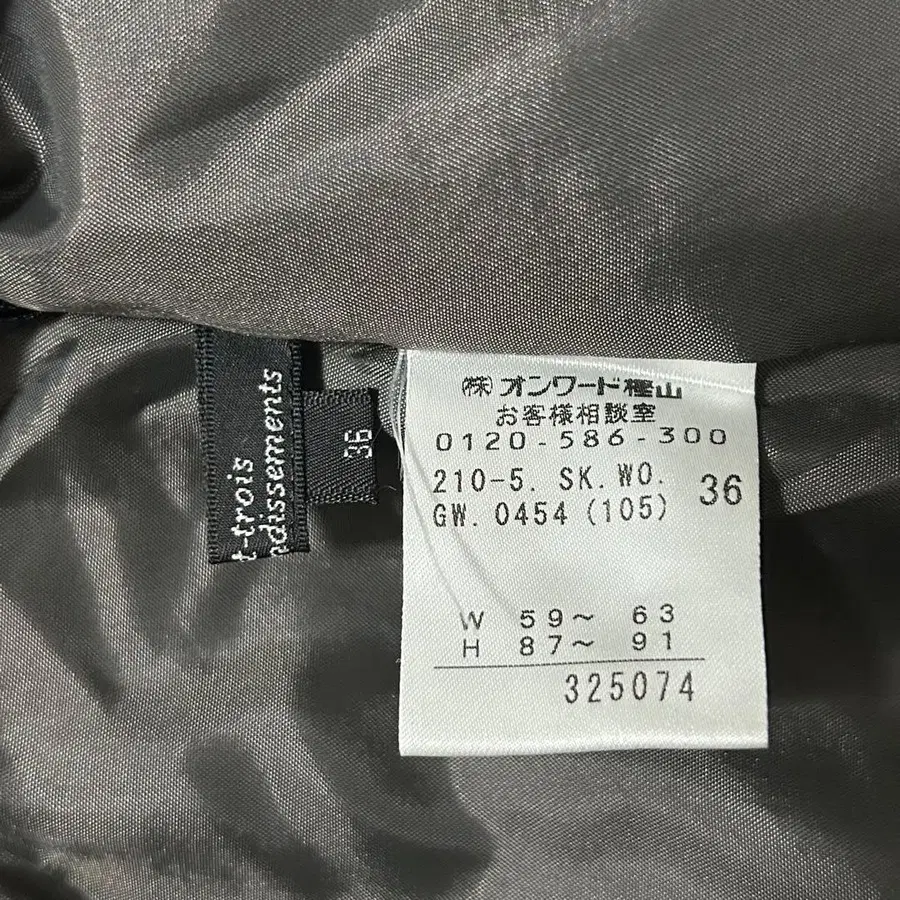 t-trois
ndissements
36
㈱オンワード樫山
お客様相談室
0120-586-300
210-5. SK. WO.
GW. 0454 (105)
36
W 59~ 63
H 87~ 91
325074